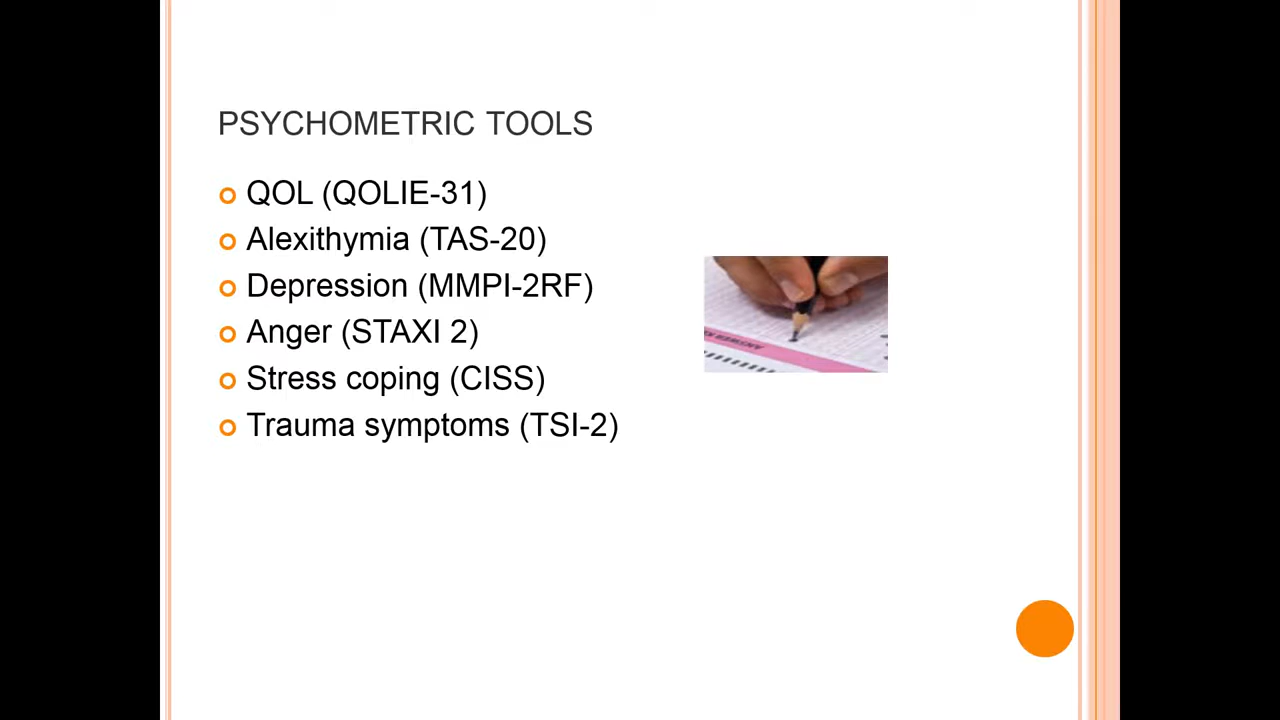 PSYCHOMETRIC TOOLS
QOL (QOLIE-31)
Alexithymia (TAS-20)
Depression (MMPI-2RF)
Anger (STAXI 2)
Stress coping (CISS)
Trauma symptoms (TSI-2)